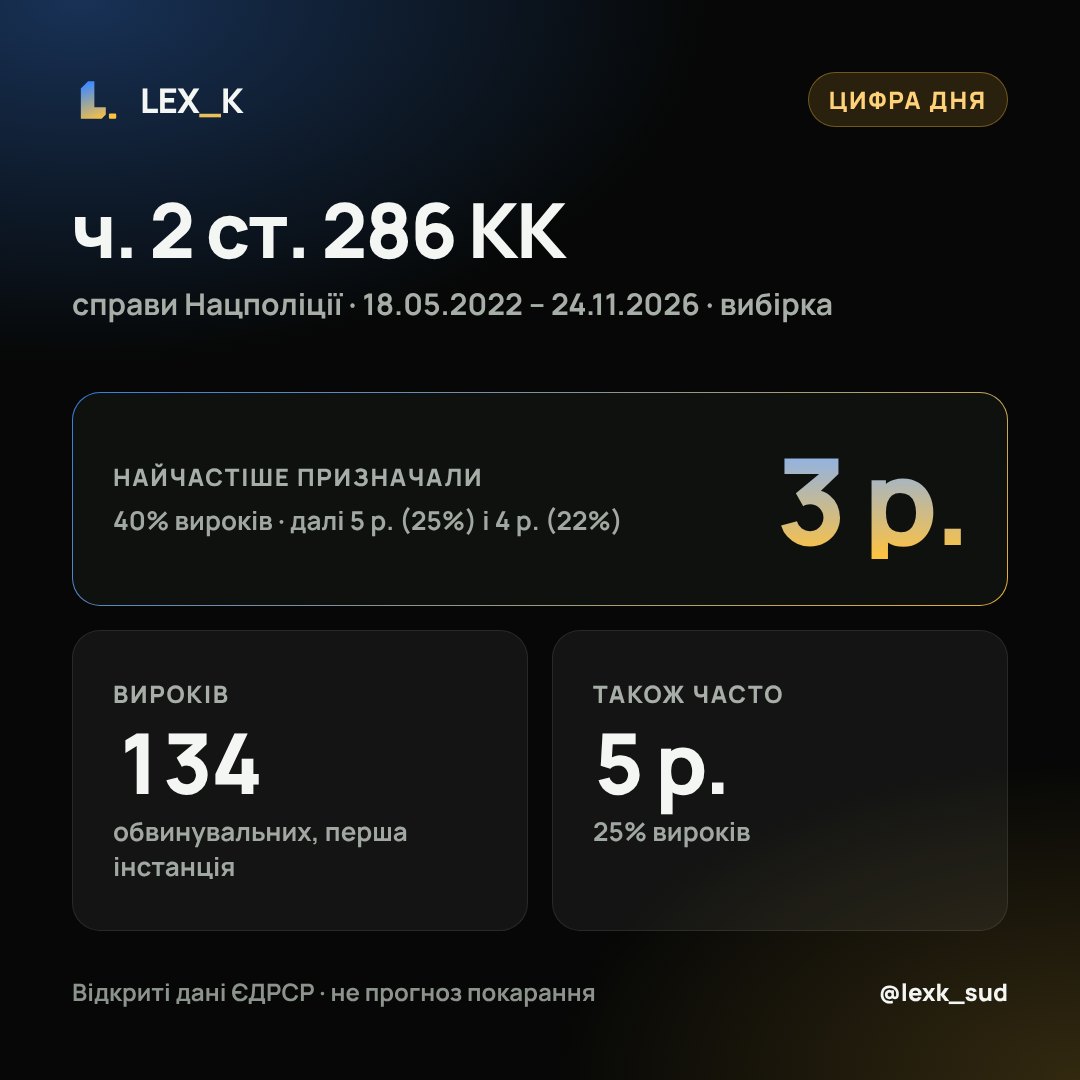 LEX_K
ЦИФРА ДНЯ
ч. 2 ст. 286 КК
справи Нацполіції · 18.05.2022 – 24.11.2026 · вибірка
НАЙЧАСТІШЕ ПРИЗНАЧАЛИ
40% вироків · далі 5 р. (25%) і 4 р. (22%)
3 р.
ВИРОКІВ
134
обвинувальних, перша
інстанція
ТАКОЖ ЧАСТО
5 р.
25% вироків
Відкриті дані ЄДРСР · не прогноз покарання
@lexk_sud